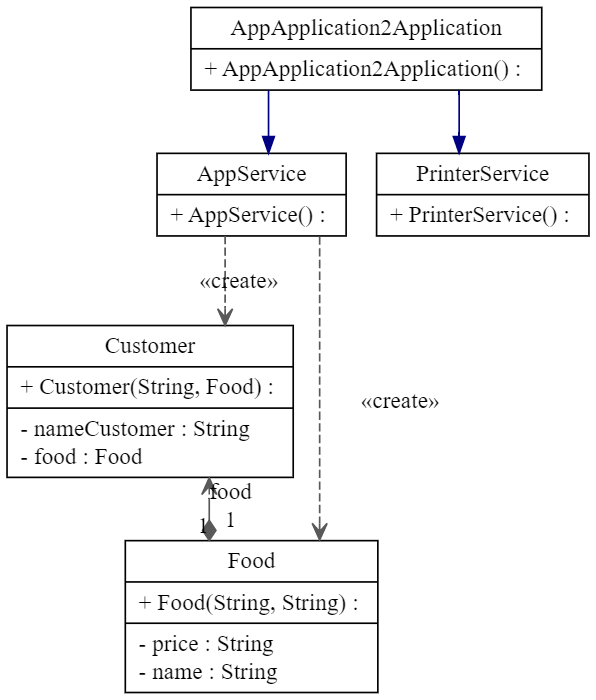 AppApplication2Application
+ AppApplication2Application() :
AppService
+ AppService() :
PrinterService
+ PrinterService() :
«create»
Customer
+ Customer(String, Food) :
- nameCustomer : String
- food : Food
«create»
food
1
1
Food
+ Food(String, String) :
- price : String
- name : String